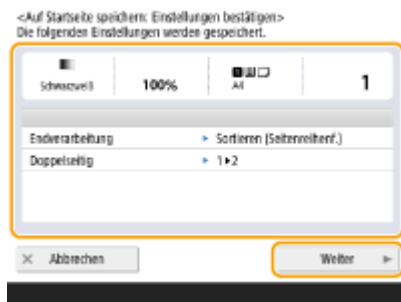 <Auf Startseite speichern: Einstellungen bestätigen>
Die folgenden Einstellungen werden gespeichert.
Schwarzweiß 100% A4 1
Endverarbeitung ▸ Sortieren (Seitenreihenf.)
Doppelseitig ▸ 1▸2
× Abbrechen Weiter ▸